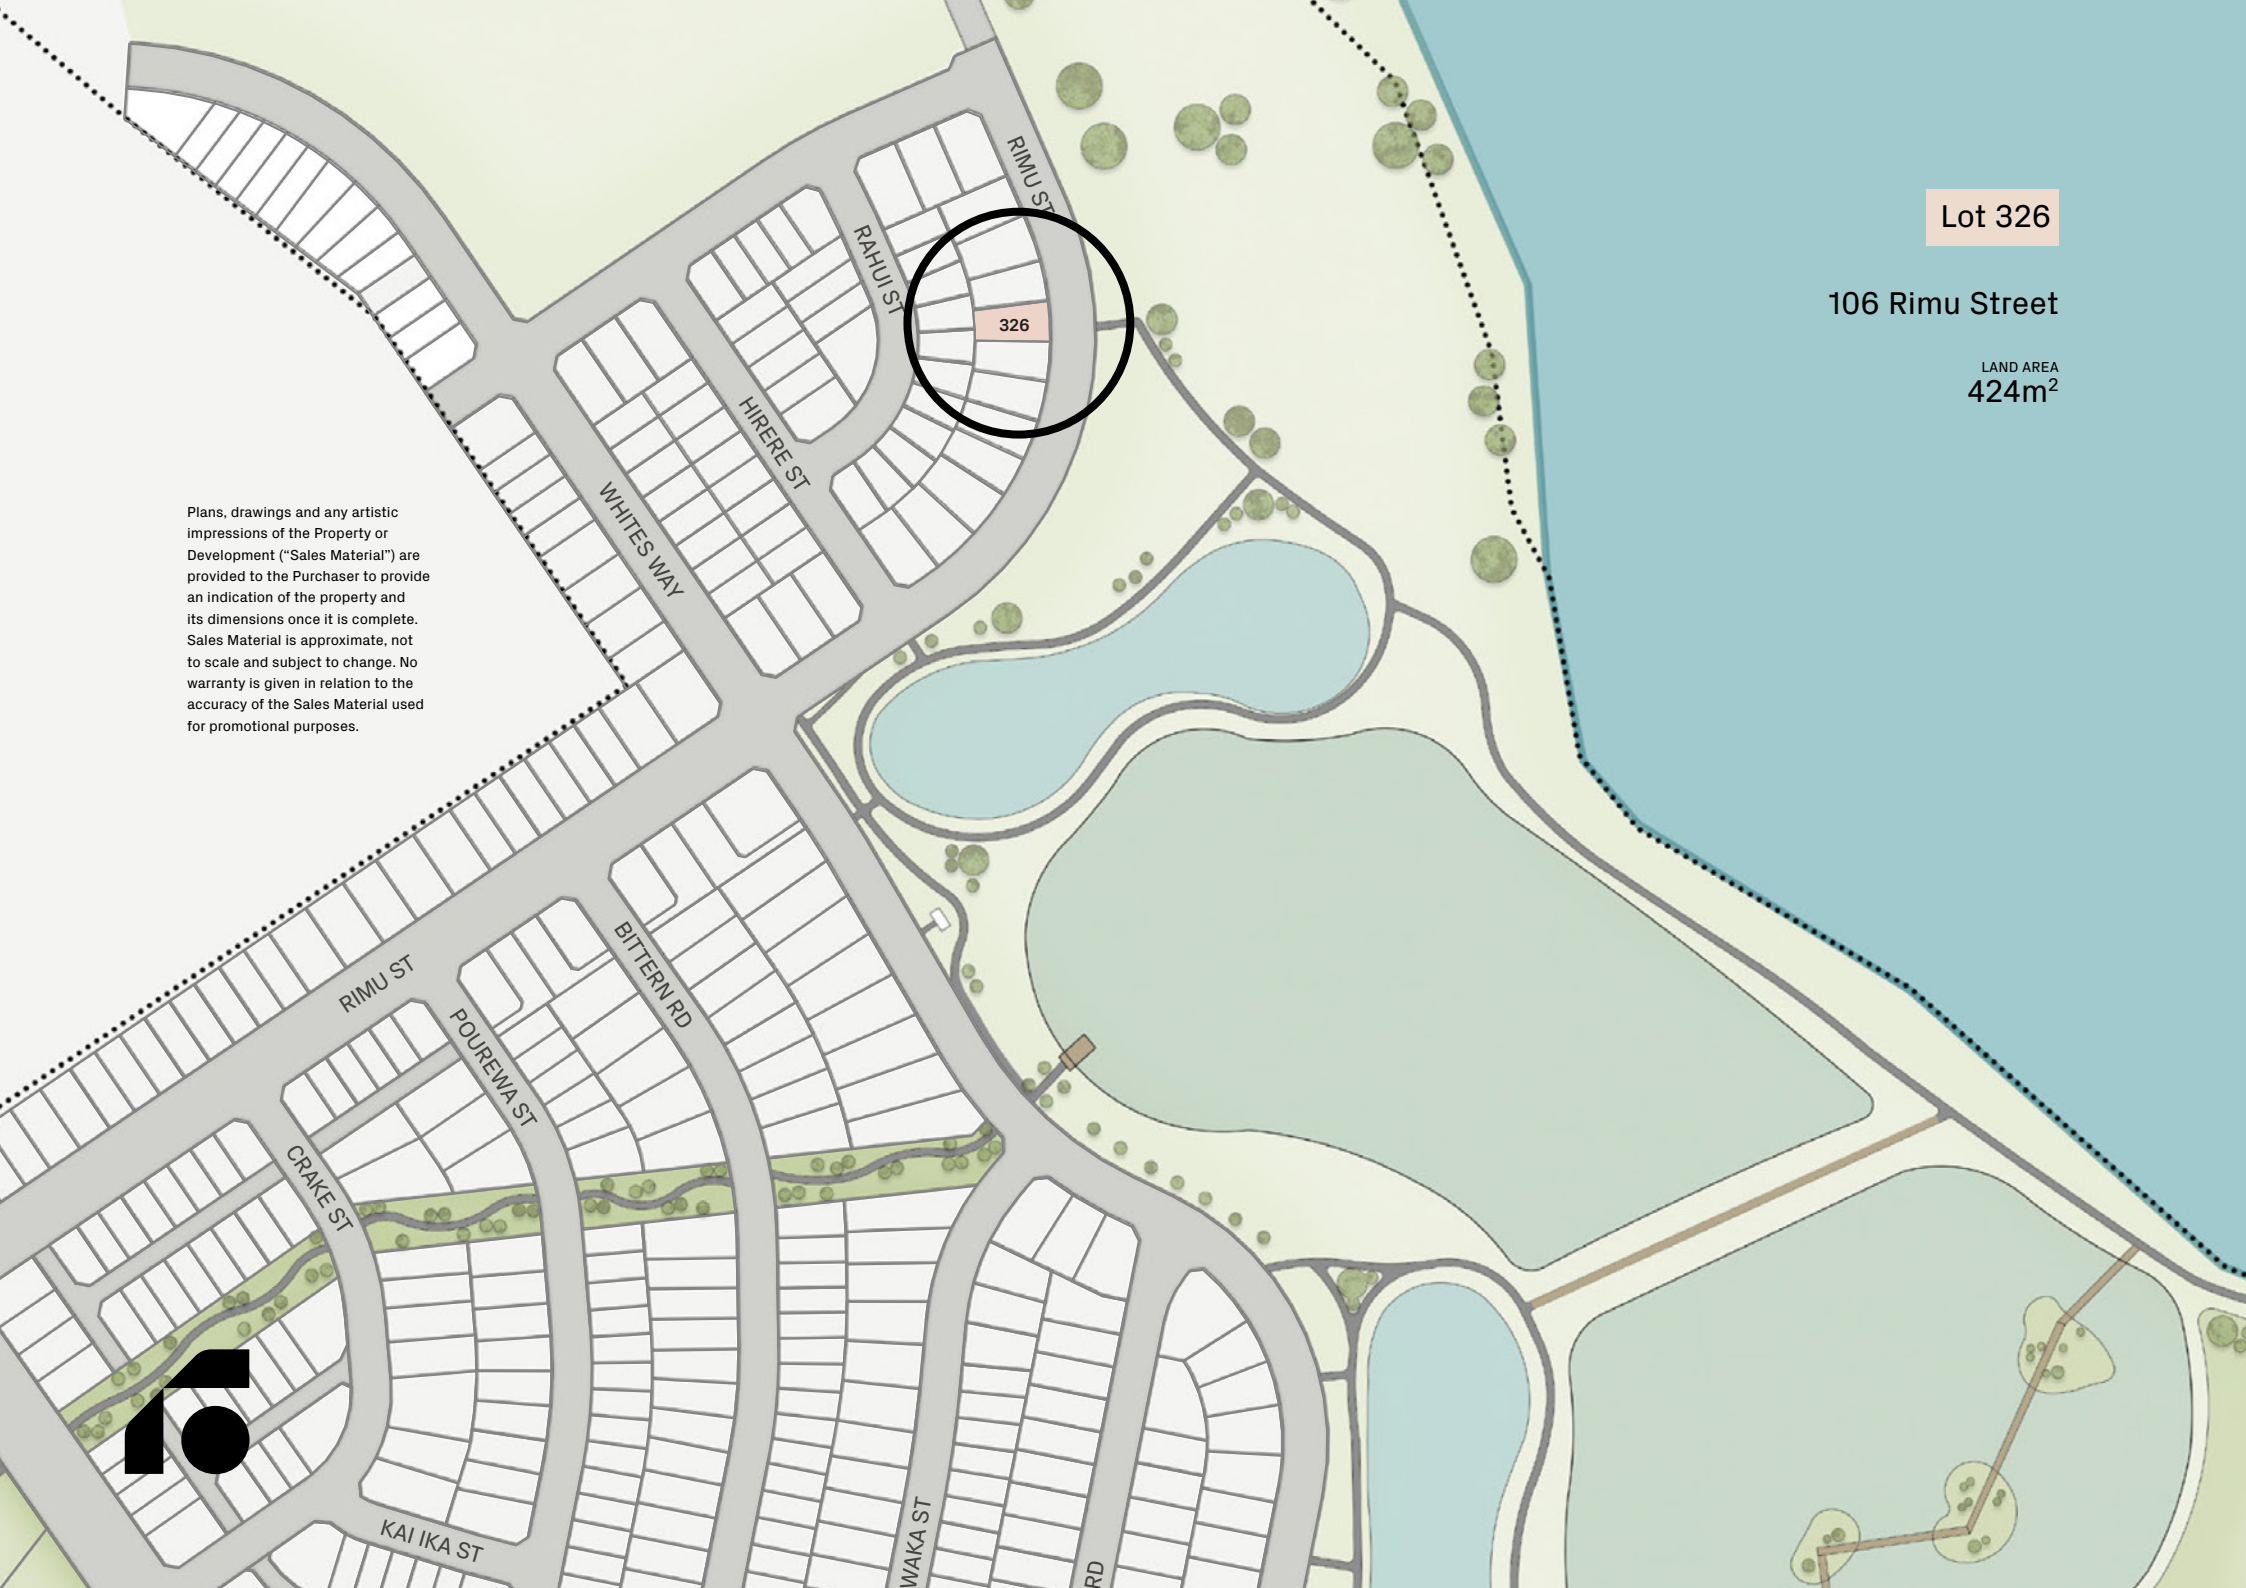 Lot 326
106 Rimu Street
LAND AREA
424m²
RIMU ST
RAHUI ST
326
HIRERE ST
WHITES WAY
Plans, drawings and any artistic
impressions of the Property or
Development (“Sales Material”) are
provided to the Purchaser to provide
an indication of the property and
its dimensions once it is complete.
Sales Material is approximate, not
to scale and subject to change. No
warranty is given in relation to the
accuracy of the Sales Material used
for promotional purposes.
RIMU ST
BITTERN RD
POUREWA ST
CRAKE ST
KAI IKA ST
WAKA ST
RD